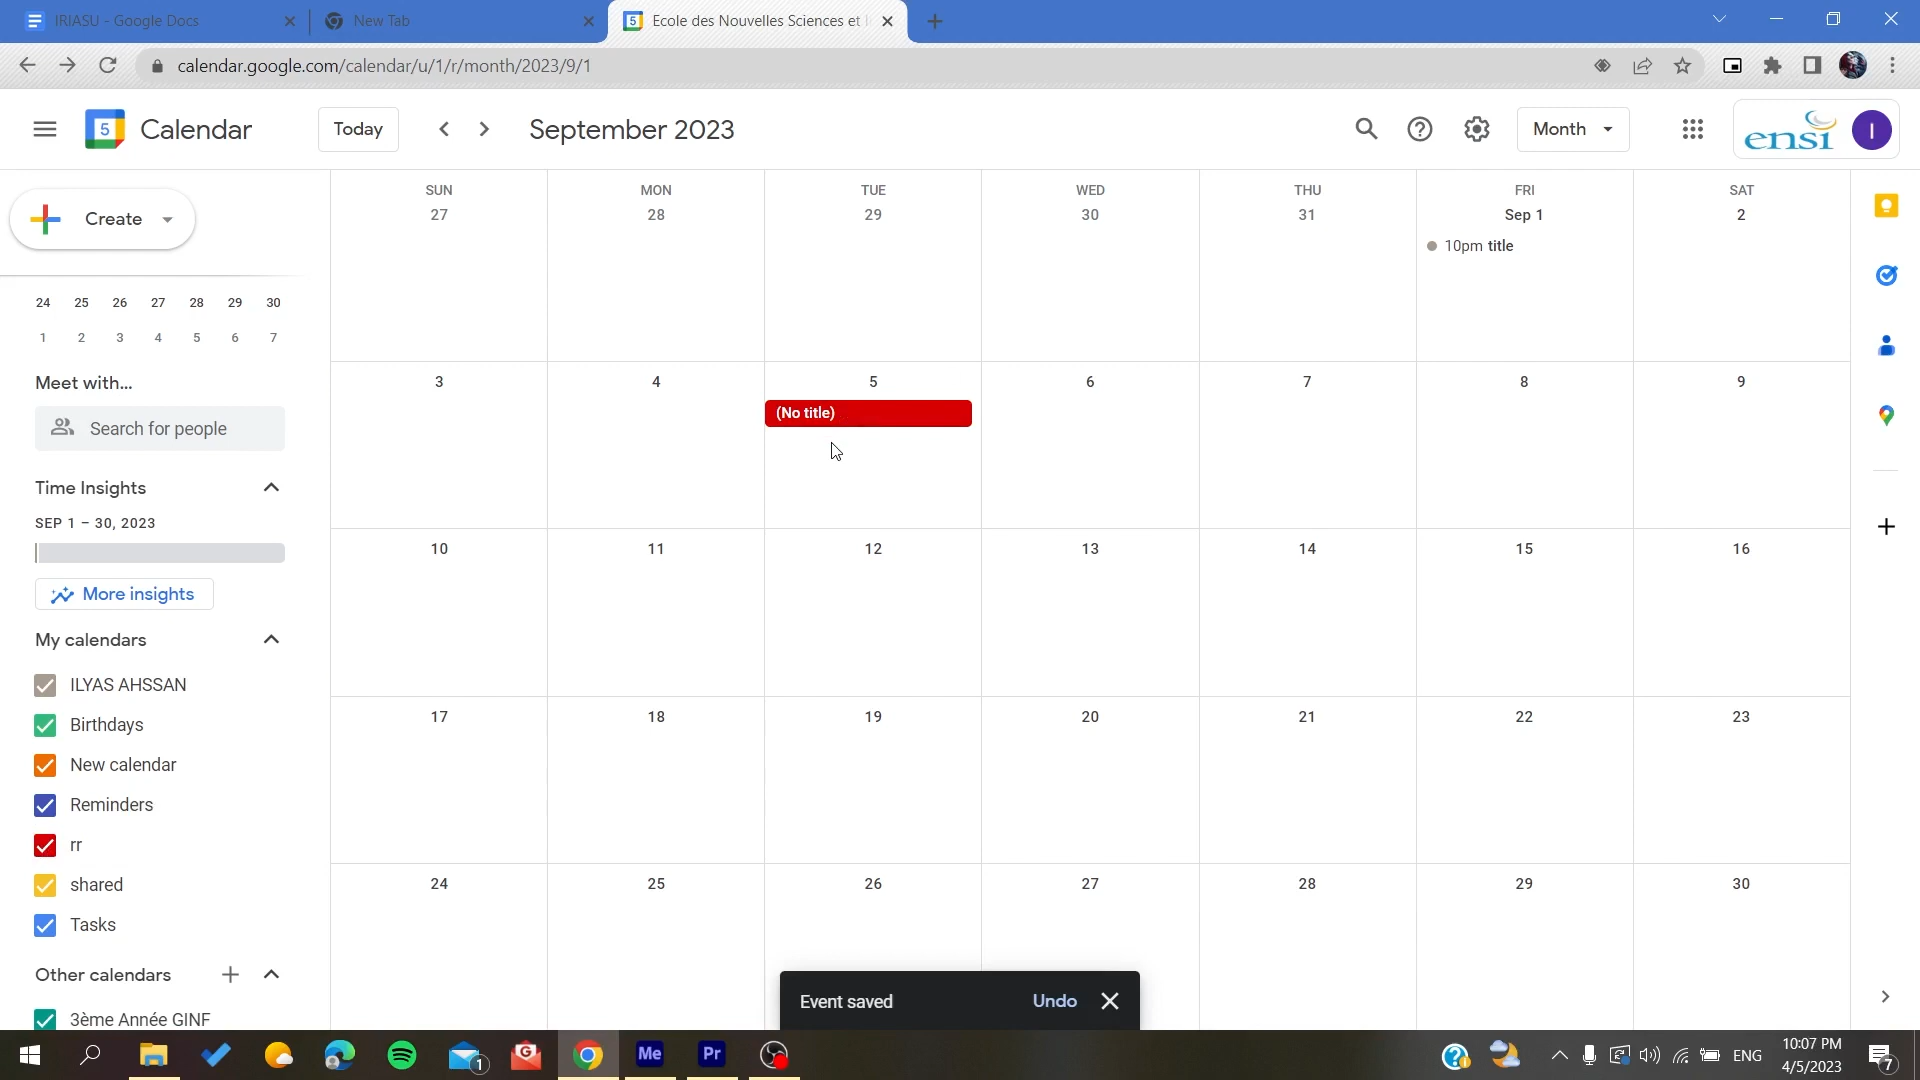 IRIASU - Google Docs
New Tab
5
Ecole des Nouvelles Sciences et I
calendar.google.com/calendar/u/1/r/month/2023/9/1
5
Calendar
Today
September 2023
Month
ensi
I
Create
SUN
MON
TUE
WED
THU
FRI
SAT
27
28
29
30
31
Sep 1
2
10pm title
24 25 26 27 28 29 30
1 2 3 4 5 6 7
Meet with...
Search for people
3
4
5
6
7
8
9
(No title)
Time Insights
SEP 1 – 30, 2023
More insights
10
11
12
13
14
15
16
My calendars
ILYAS AHSSAN
Birthdays
New calendar
Reminders
rr
shared
Tasks
17
18
19
20
21
22
23
24
25
26
27
28
29
30
Other calendars
3ème Année GINF
Event saved
Undo
1
G
Me
Pr
ENG
10:07 PM
4/5/2023
7